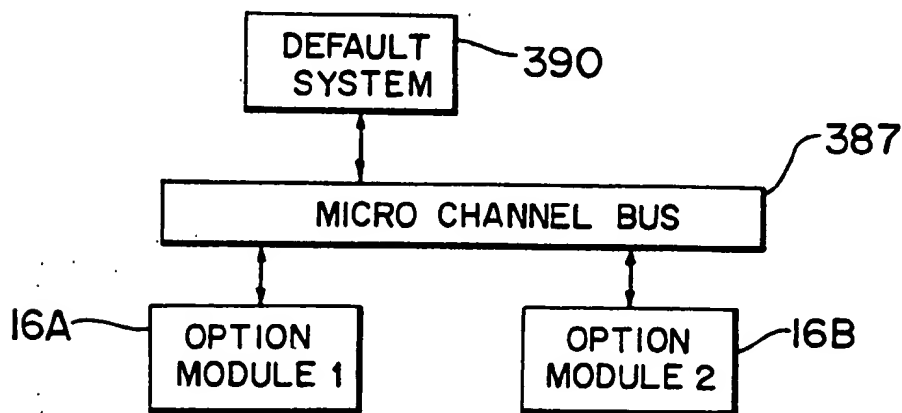 DEFAULT
SYSTEM
390
387
MICRO CHANNEL BUS
16A
OPTION
MODULE 1
OPTION
MODULE 2
16B